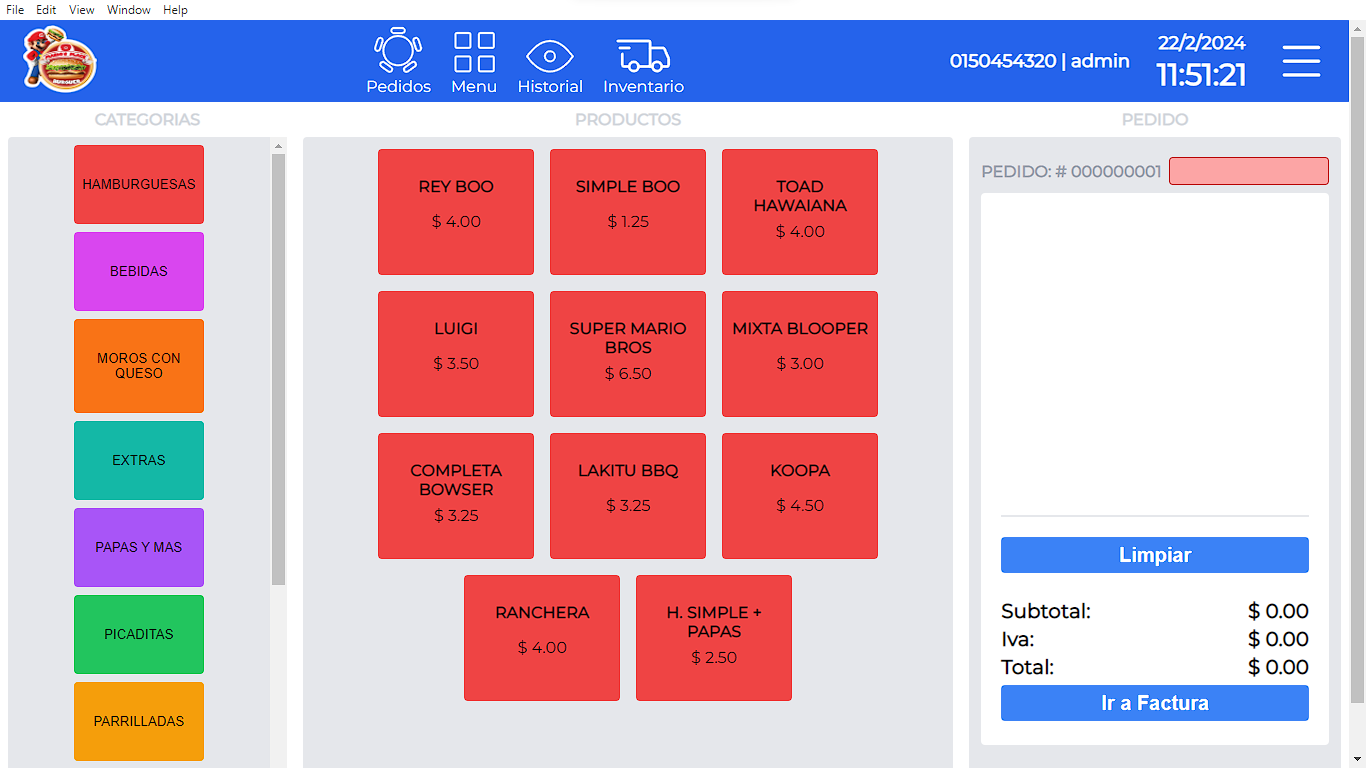 File Edit View Window Help
Pedidos Menu Historial Inventario
0150454320 | admin
22/2/2024
11:51:21
CATEGORIAS
HAMBURGUESAS
BEBIDAS
MOROS CON
QUESO
EXTRAS
PAPAS Y MAS
PICADITAS
PARRILLADAS
PRODUCTOS
REY BOO
$ 4.00
SIMPLE BOO
$ 1.25
TOAD
HAWAIANA
$ 4.00
LUIGI
$ 3.50
SUPER MARIO
BROS
$ 6.50
MIXTA BLOOPER
$ 3.00
COMPLETA
BOWSER
$ 3.25
LAKITU BBQ
$ 3.25
KOOPA
$ 4.50
RANCHERA
$ 4.00
H. SIMPLE +
PAPAS
$ 2.50
PEDIDO
PEDIDO: # 000000001
Limpiar
Subtotal: $ 0.00
Iva: $ 0.00
Total: $ 0.00
Ir a Factura